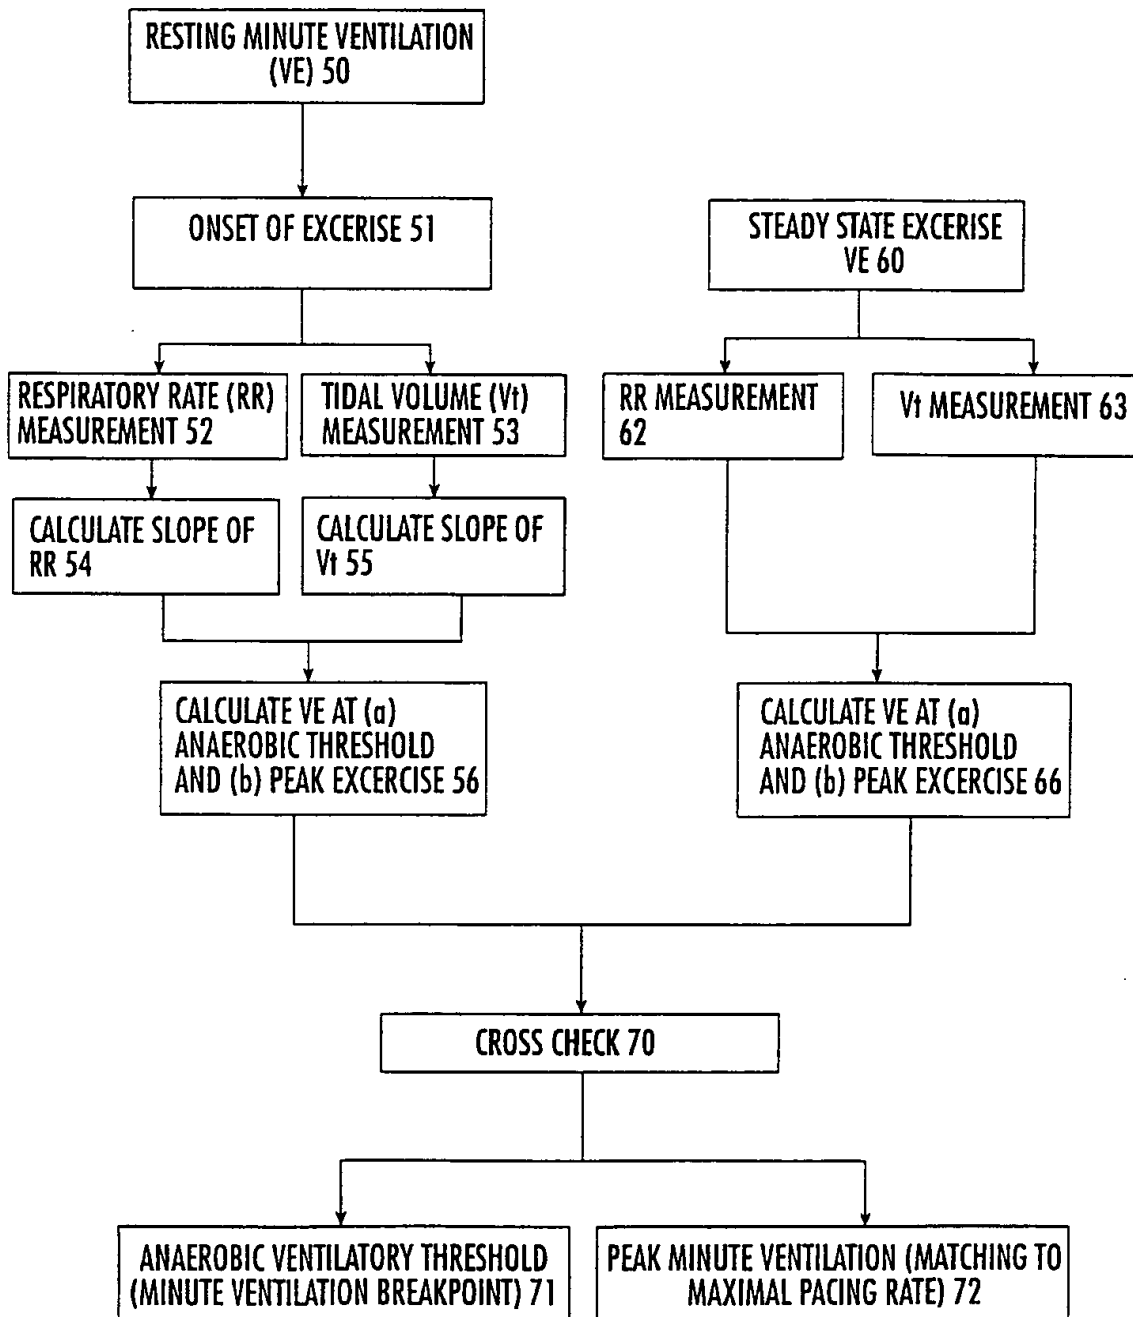 RESTING MINUTE VENTILATION
(VE) 50
ONSET OF EXCERISE 51
STEADY STATE EXCERISE
VE 60
RESPIRATORY RATE (RR)
MEASUREMENT 52
TIDAL VOLUME (Vt)
MEASUREMENT 53
RR MEASUREMENT
62
Vt MEASUREMENT 63
CALCULATE SLOPE OF
RR 54
CALCULATE SLOPE OF
Vt 55
CALCULATE VE AT (a)
ANAEROBIC THRESHOLD
AND (b) PEAK EXCERCISE 56
CALCULATE VE AT (a)
ANAEROBIC THRESHOLD
AND (b) PEAK EXCERCISE 66
CROSS CHECK 70
ANAEROBIC VENTILATORY THRESHOLD
(MINUTE VENTILATION BREAKPOINT) 71
PEAK MINUTE VENTILATION (MATCHING TO
MAXIMAL PACING RATE) 72